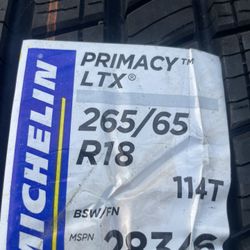 MICHELIN
PRIMACY™
LTX®
265/65
R18
114T
BSW/FN
MSPN